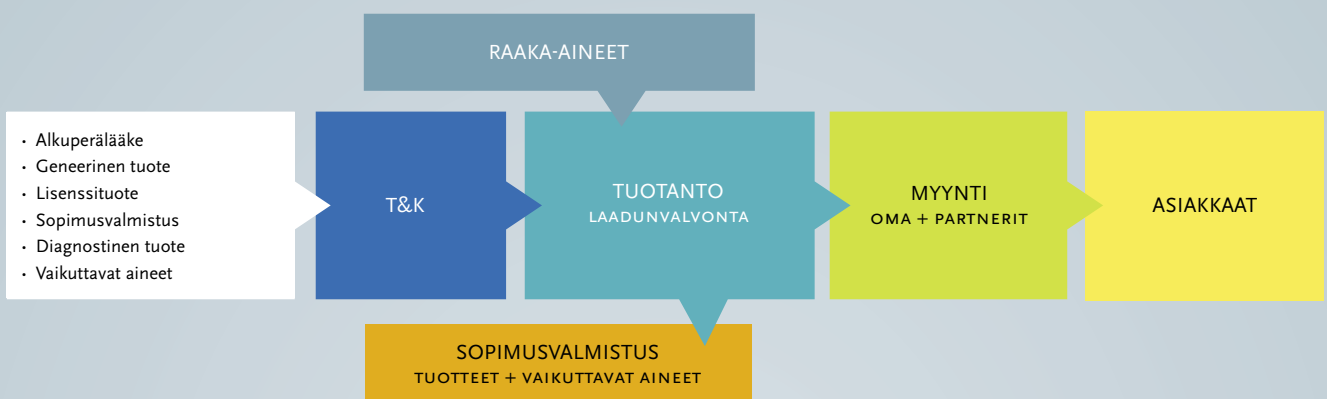 RAAKA-AINEET
· Alkuperälääke
· Geneerinen tuote
· Lisenssituote
· Sopimusvalmistus
· Diagnostinen tuote
· Vaikuttavat aineet
T&K
TUOTANTO
LAADUNVALVONTA
MYYNTI
OMA + PARTNERIT
ASIAKKAAT
SOPIMUSVALMISTUS
TUOTTEET + VAIKUTTAVAT AINEET